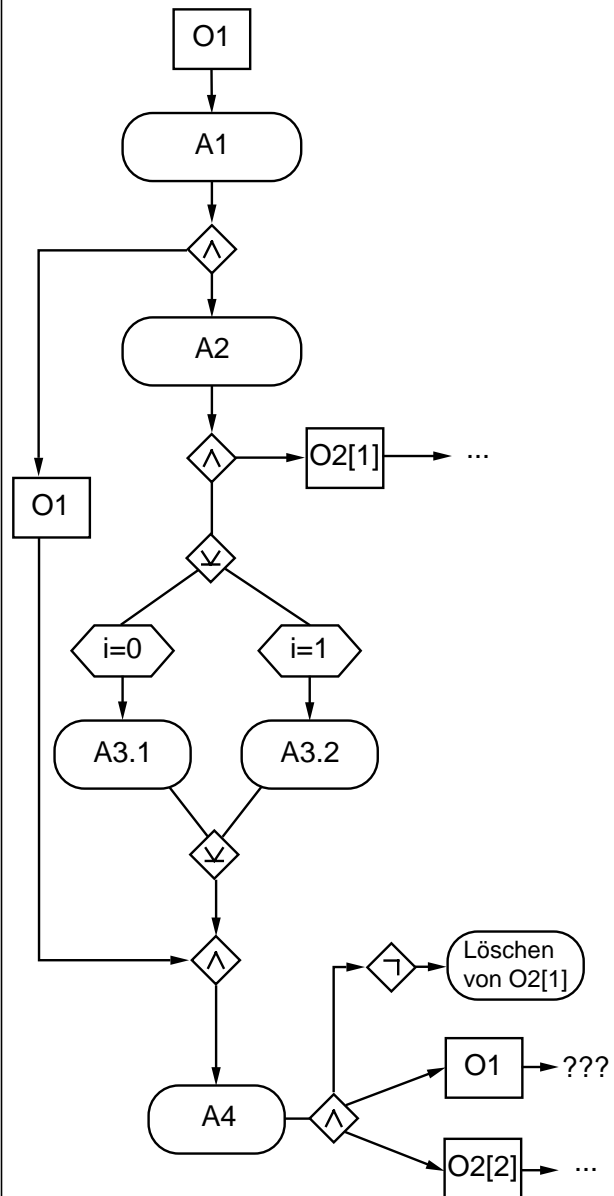 O1
A1
∧
A2
∧
O2[1]
...
O1
i=0
i=1
A3.1
A3.2
∧
¬
Löschen
von O2[1]
O1
???
A4
∧
O2[2]
...